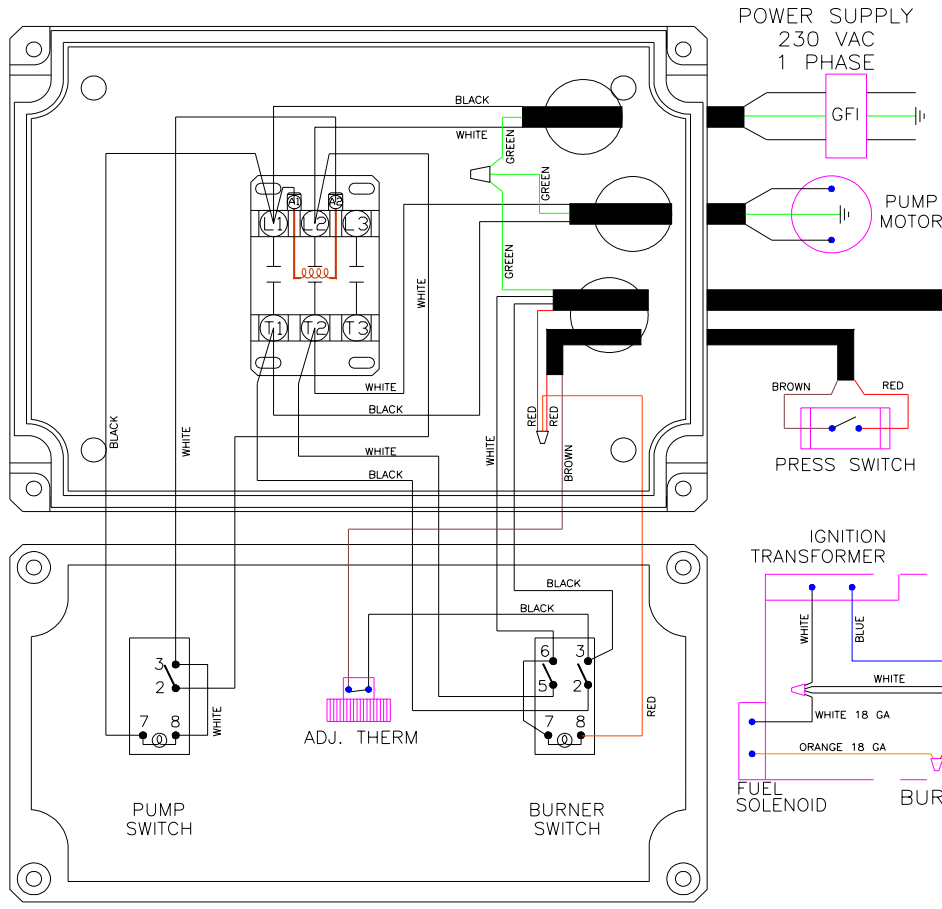 POWER SUPPLY
230 VAC
1 PHASE
BLACK
WHITE
GREEN
GFI
GREEN
PUMP
MOTOR
A1
A2
L1
L2
L3
GREEN
WHITE
T1
T2
T3
WHITE
BLACK
BROWN
RED
BLACK
WHITE
WHITE
RED
RED
BROWN
WHITE
BLACK
PRESS SWITCH
IGNITION
TRANSFORMER
BLACK
BLACK
WHITE
BLUE
3
2
7
8
WHITE
6
3
5
2
7
8
RED
WHITE
WHITE 18 GA
ORANGE 18 GA
ADJ. THERM
FUEL
SOLENOID
BUR
PUMP
SWITCH
BURNER
SWITCH